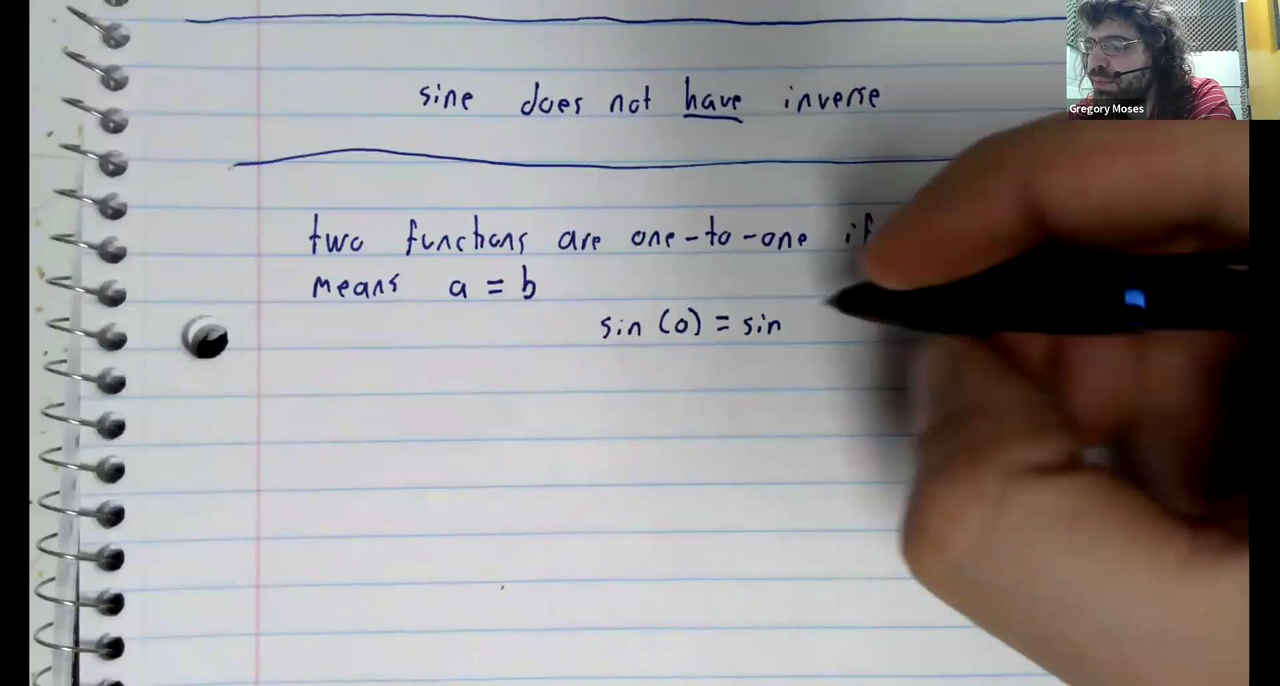 sine does not have inverse
Gregory Moses
two functions are one-to-one if
means a = b
sin (0) = sin